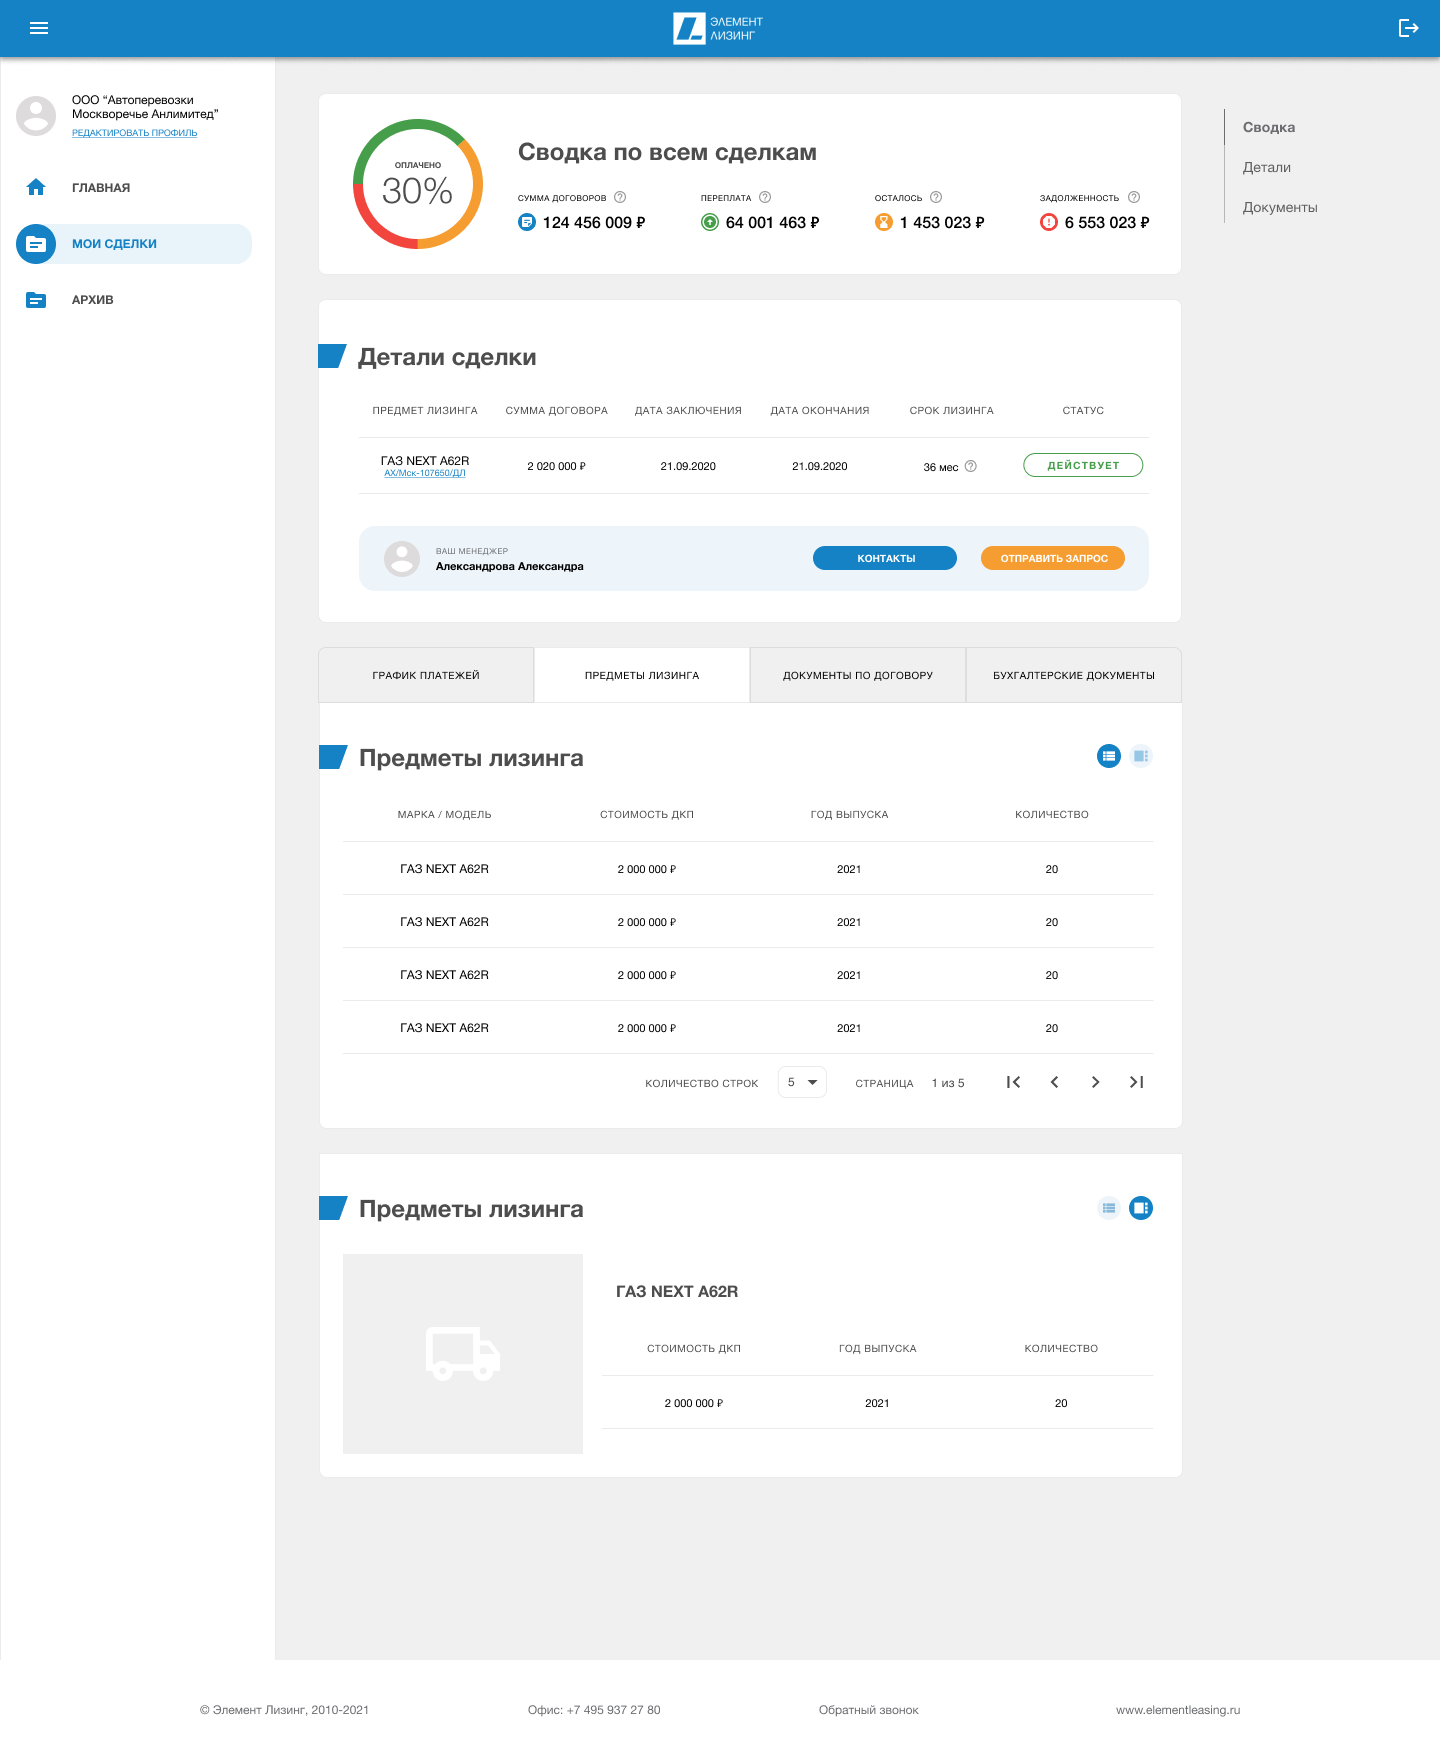 ЭЛЕМЕНТ
ЛИЗИНГ
ООО “Автоперевозки
Москворечье Анлимитед”
РЕДАКТИРОВАТЬ ПРОФИЛЬ
ГЛАВНАЯ
МОИ СДЕЛКИ
АРХИВ
ОПЛАЧЕНО
30%
Сводка по всем сделкам
СУММА ДОГОВОРОВ ПЕРЕПЛАТА ОСТАЛОСЬ ЗАДОЛЖЕННОСТЬ
124 456 009 ₽ 64 001 463 ₽ 1 453 023 ₽ 6 553 023 ₽
Сводка
Детали
Документы
Детали сделки
ПРЕДМЕТ ЛИЗИНГА СУММА ДОГОВОРА ДАТА ЗАКЛЮЧЕНИЯ ДАТА ОКОНЧАНИЯ СРОК ЛИЗИНГА СТАТУС
ГАЗ NEXT A62R 2 020 000 ₽ 21.09.2020 21.09.2020 36 мес ДЕЙСТВУЕТ
АХ/Мск-107650/ДЛ
ВАШ МЕНЕДЖЕР
Александрова Александра
КОНТАКТЫ ОТПРАВИТЬ ЗАПРОС
ГРАФИК ПЛАТЕЖЕЙ ПРЕДМЕТЫ ЛИЗИНГА ДОКУМЕНТЫ ПО ДОГОВОРУ БУХГАЛТЕРСКИЕ ДОКУМЕНТЫ
Предметы лизинга
МАРКА / МОДЕЛЬ СТОИМОСТЬ ДКП ГОД ВЫПУСКА КОЛИЧЕСТВО
ГАЗ NEXT A62R 2 000 000 ₽ 2021 20
ГАЗ NEXT A62R 2 000 000 ₽ 2021 20
ГАЗ NEXT A62R 2 000 000 ₽ 2021 20
ГАЗ NEXT A62R 2 000 000 ₽ 2021 20
КОЛИЧЕСТВО СТРОК 5 СТРАНИЦА 1 из 5
Предметы лизинга
ГАЗ NEXT A62R
СТОИМОСТЬ ДКП ГОД ВЫПУСКА КОЛИЧЕСТВО
2 000 000 ₽ 2021 20
© Элемент Лизинг, 2010-2021 Офис: +7 495 937 27 80 Обратный звонок www.elementleasing.ru